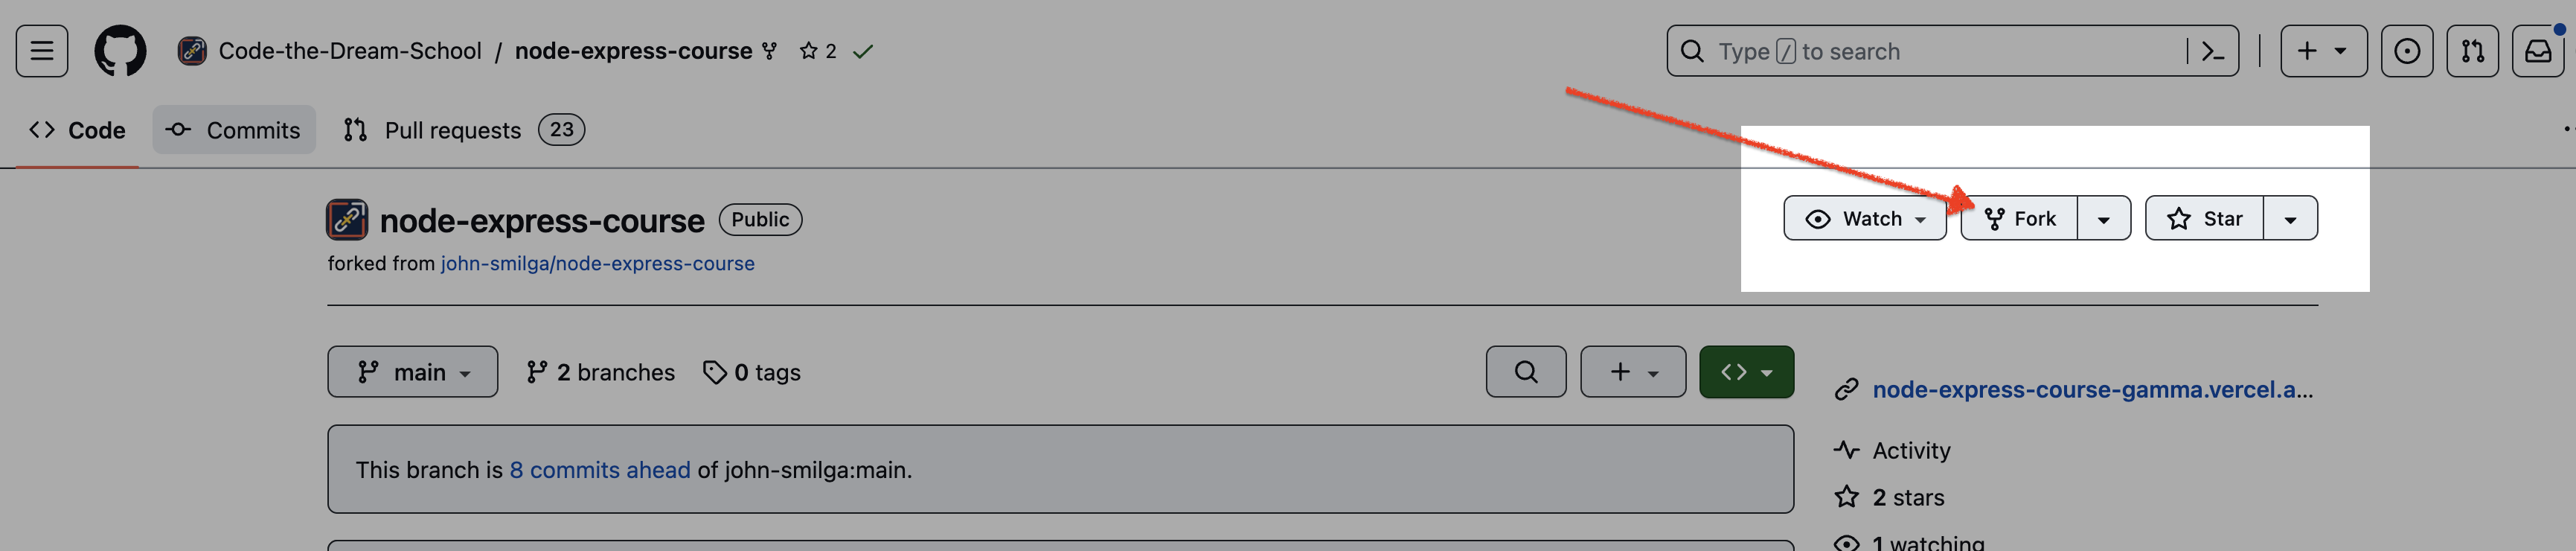 Code-the-Dream-School / node-express-course 2
Type / to search
Code Commits Pull requests 23
node-express-course Public
Watch Fork Star
forked from john-smilga/node-express-course
main 2 branches 0 tags
node-express-course-gamma.vercel.a...
This branch is 8 commits ahead of john-smilga:main.
Activity
2 stars
1 watching